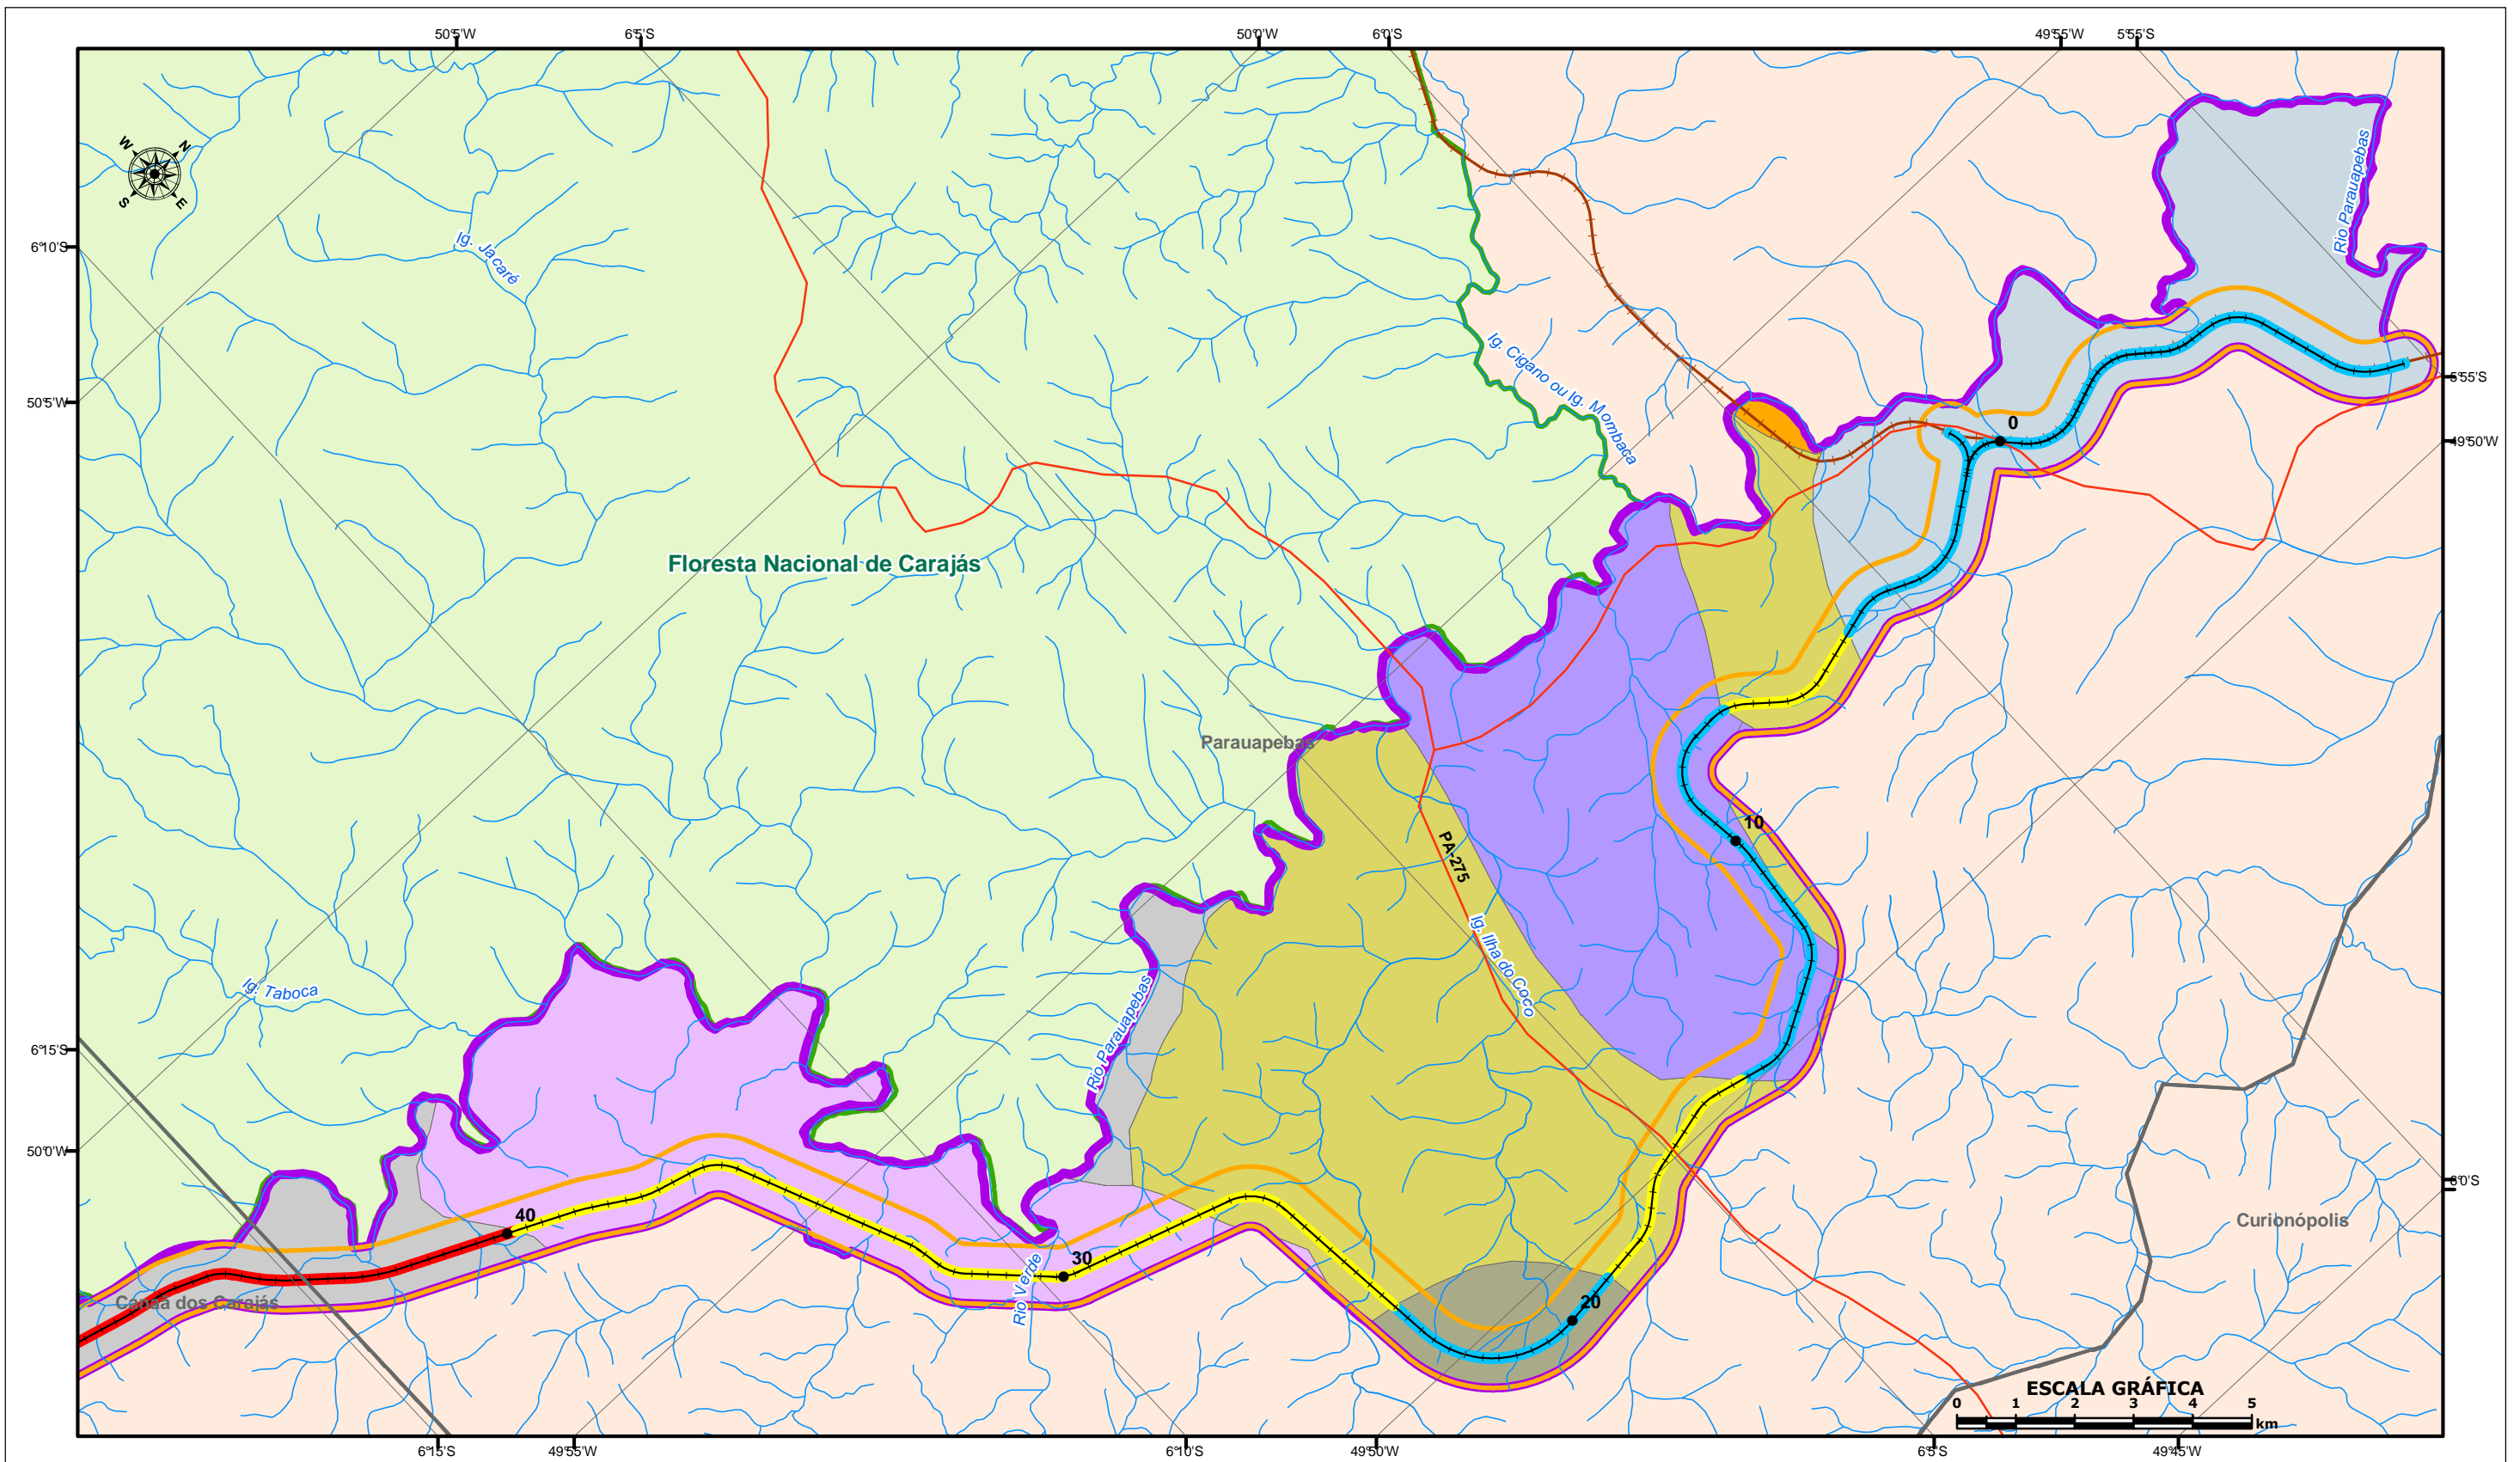 50°5'W
6°5'S
50°0'W
6°0'S
49°55'W
5°55'S
W
N
S
E
6°10'S
50°5'W
6°15'S
50°0'W
Ig. Jacaré
Rio Parauapebas
Ig. Cigano ou Ig. Mombaça
5°55'S
0
49°50'W
Floresta Nacional de Carajás
Parauapebas
10
PA-275
Ig. Ilha do Coco
Ig. Taboca
Rio Parauapebas
6°0'S
40
Curionópolis
30
Rio Verde
Canaã dos Carajás
20
ESCALA GRÁFICA
0 1 2 3 4 5
km
6°15'S
49°55'W
6°10'S
49°50'W
6°5'S
49°45'W